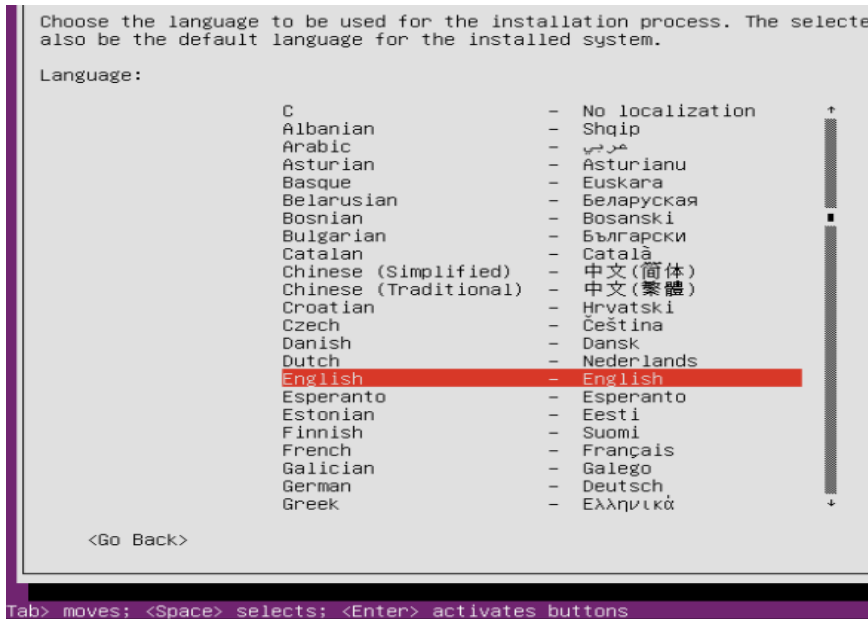 Choose the language to be used for the installation process. The selecte
also be the default language for the installed system.
Language:
C - No localization
Albanian - Shqip
Arabic - عربي
Asturian - Asturianu
Basque - Euskara
Belarusian - Беларуская
Bosnian - Bosanski
Bulgarian - Български
Catalan - Català
Chinese (Simplified) - 中文(简体)
Chinese (Traditional) - 中文(繁體)
Croatian - Hrvatski
Czech - Čeština
Danish - Dansk
Dutch - Nederlands
English - English
Esperanto - Esperanto
Estonian - Eesti
Finnish - Suomi
French - Français
Galician - Galego
German - Deutsch
Greek - Ελληνικά
<Go Back>
Tab> moves; <Space> selects; <Enter> activates buttons